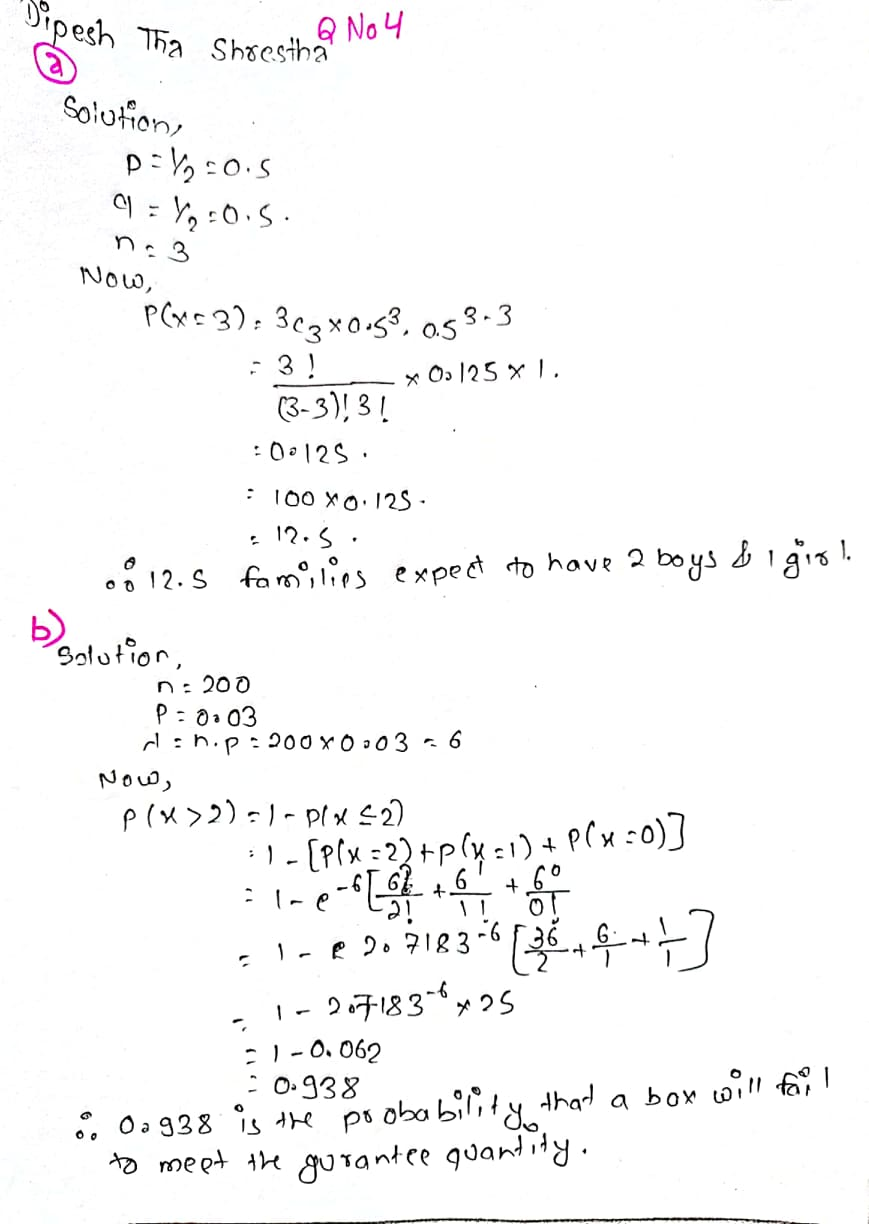 Dipesh Tha Shrestha Q No 4
a
Solution,
p = 1/2 = 0.5
q = 1/2 = 0.5.
n = 3
Now,
P(x=3) = 3c₃ × 0.5³. 0.5³⁻³
= 3! / (3-3)! 3! × 0.125 × 1.
= 0.125.
= 100 × 0.125.
= 12.5.
∴ 12.5 families expect to have 2 boys & 1 girl.
b)
Solution,
n = 200
P = 0.03
λ = n.p = 200 × 0.03 = 6
Now,
P(x>2) = 1 - P(x ≤ 2)
= 1 - [P(x=2) + p(x=1) + P(x=0)]
= 1 - e⁻⁶ [6²/2! + 6¹/1! + 6⁰/0!
= 1 - e 2.7183⁻⁶ [36/2 + 6/1 + 1/1]
= 1 - 2.7183⁻⁶ × 25
= 1 - 0.062
= 0.938
∴ 0.938 is the probability that a box will fail
to meet the gurantee quantity.